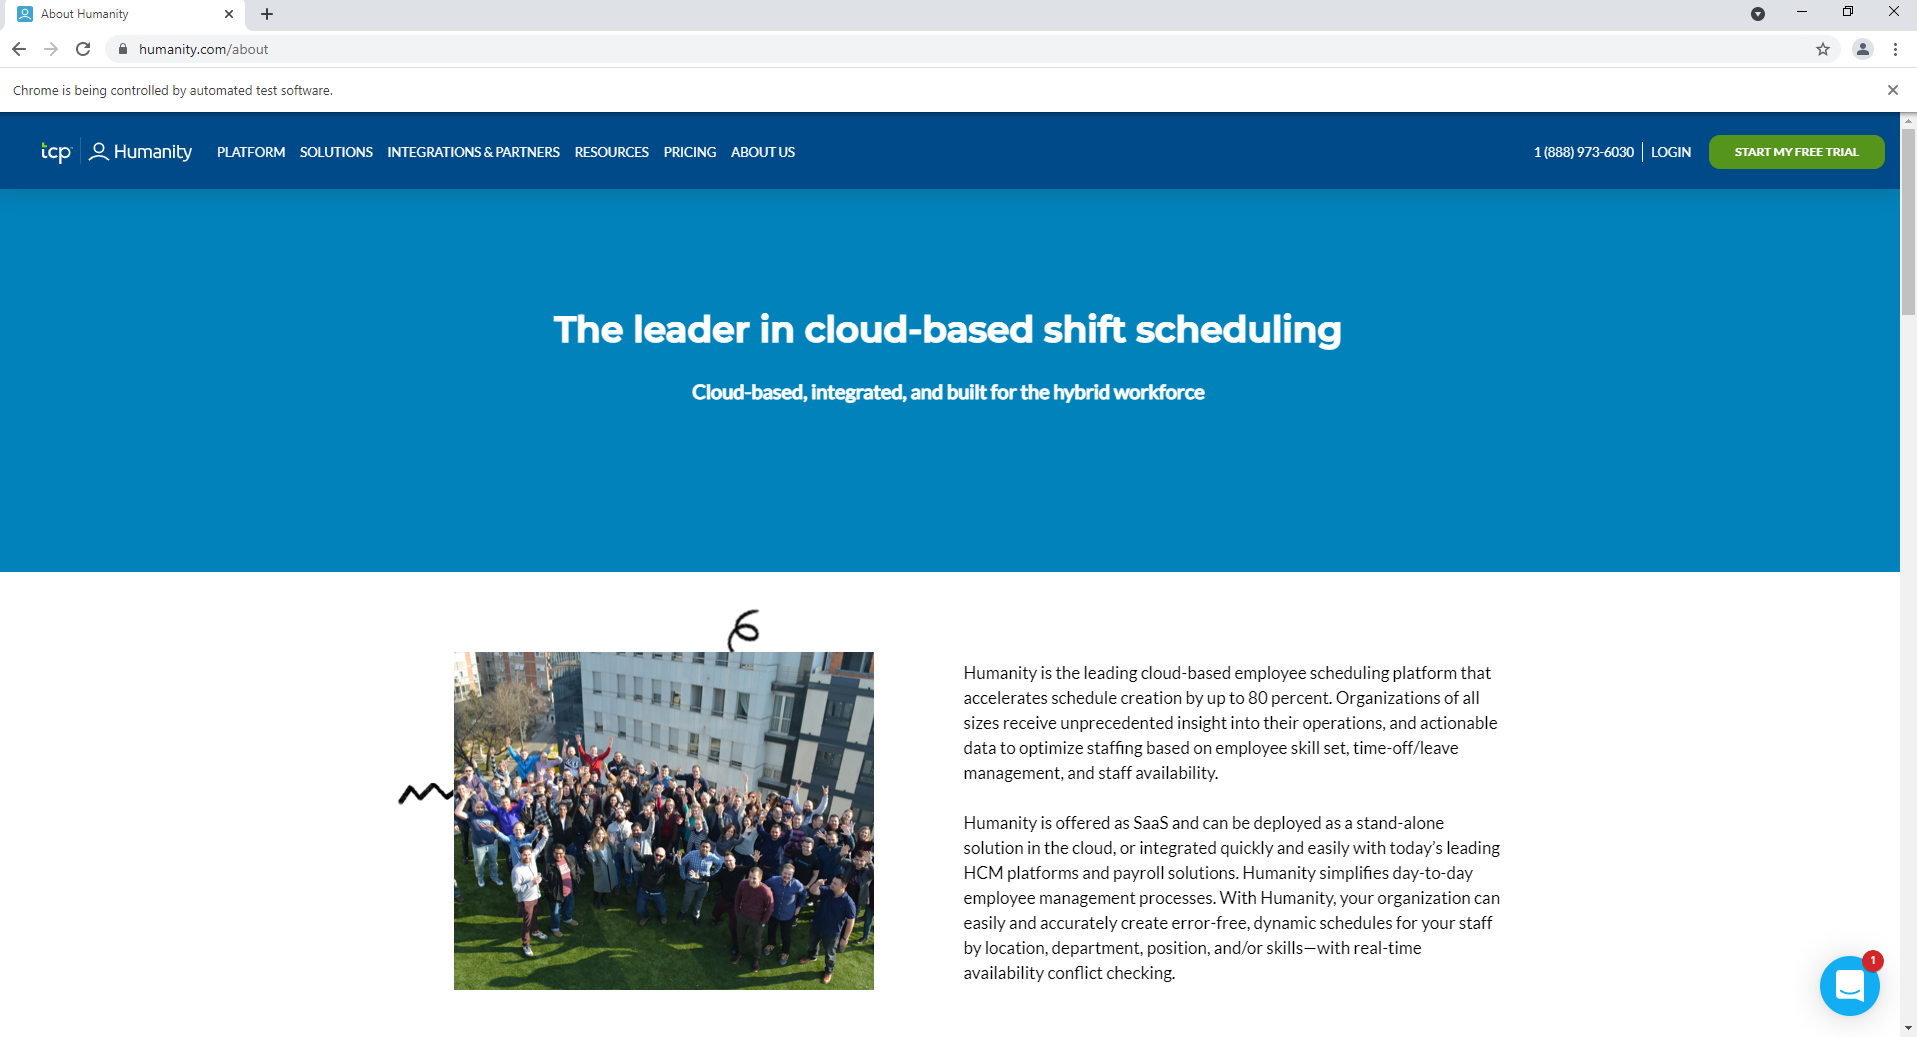 About Humanity
humanity.com/about
Chrome is being controlled by automated test software.
tcp Humanity PLATFORM SOLUTIONS INTEGRATIONS & PARTNERS RESOURCES PRICING ABOUT US 1 (888) 973-6030 LOGIN START MY FREE TRIAL
The leader in cloud-based shift scheduling
Cloud-based, integrated, and built for the hybrid workforce
Humanity is the leading cloud-based employee scheduling platform that
accelerates schedule creation by up to 80 percent. Organizations of all
sizes receive unprecedented insight into their operations, and actionable
data to optimize staffing based on employee skill set, time-off/leave
management, and staff availability.
Humanity is offered as SaaS and can be deployed as a stand-alone
solution in the cloud, or integrated quickly and easily with today’s leading
HCM platforms and payroll solutions. Humanity simplifies day-to-day
employee management processes. With Humanity, your organization can
easily and accurately create error-free, dynamic schedules for your staff
by location, department, position, and/or skills—with real-time
availability conflict checking.
1